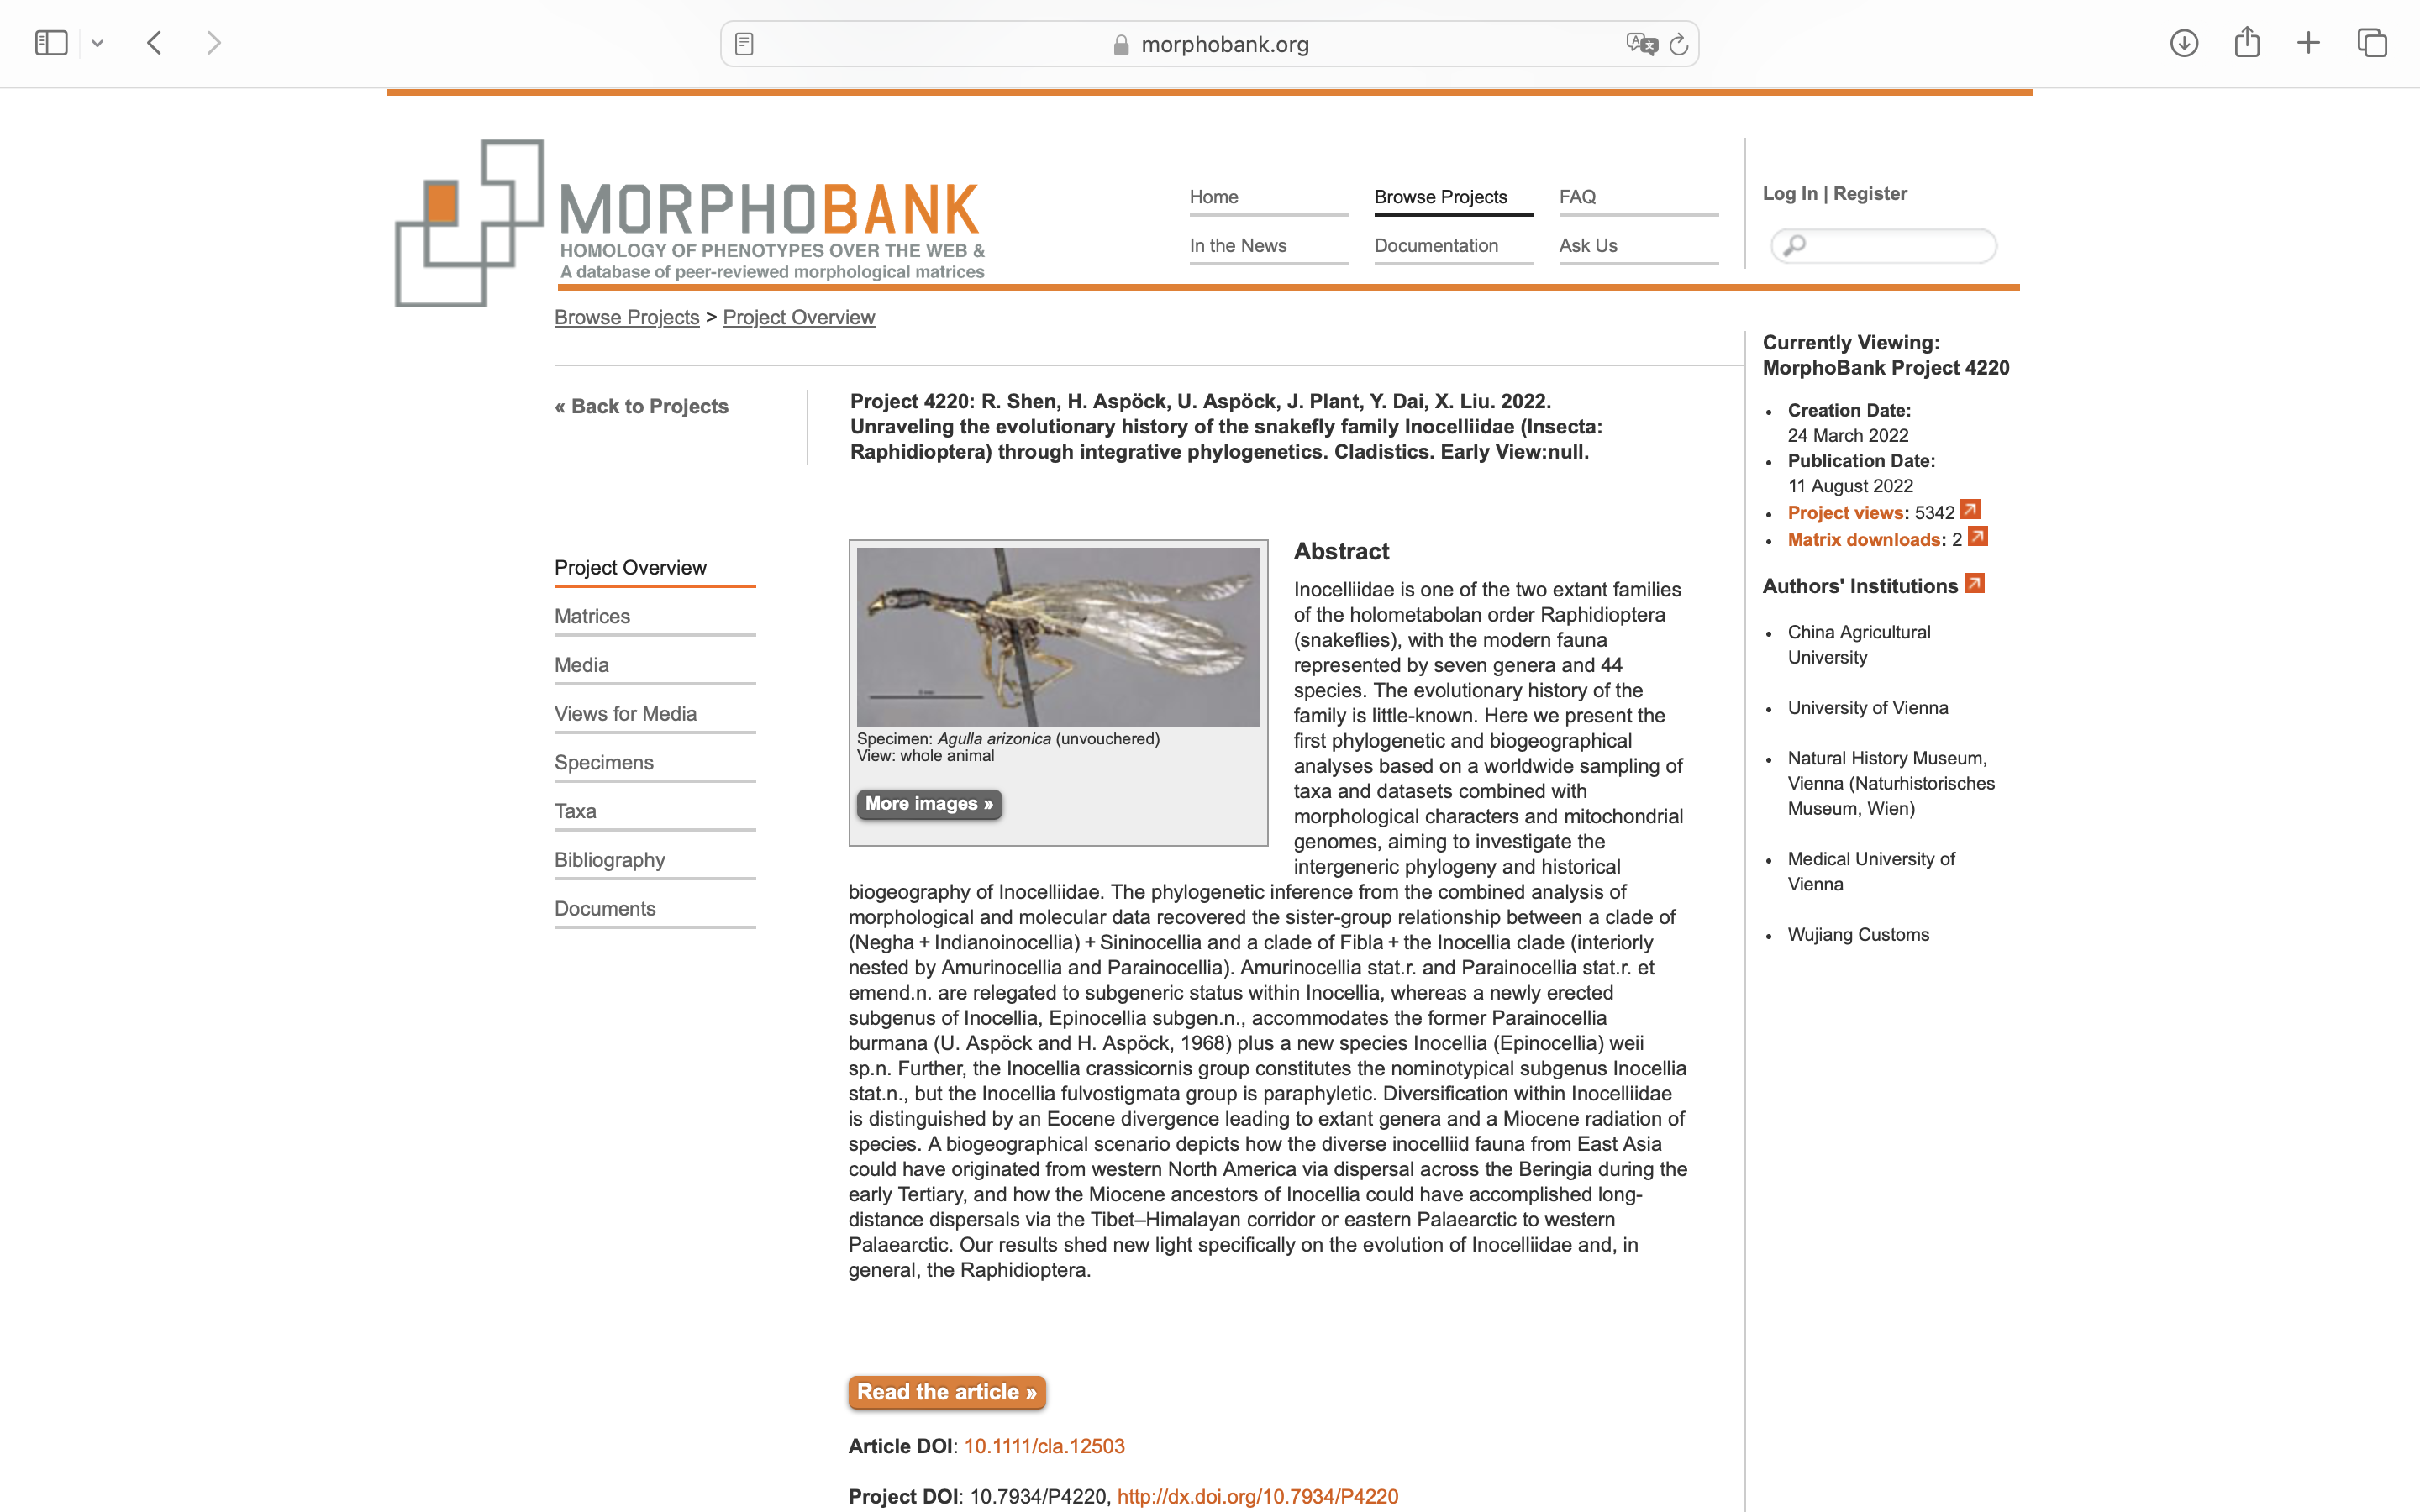 morphobank.org
MORPHOBANK
HOMOLOGY OF PHENOTYPES OVER THE WEB &
A database of peer-reviewed morphological matrices
Home
Browse Projects
FAQ
In the News
Documentation
Ask Us
Log In | Register
Browse Projects > Project Overview
« Back to Projects
Project 4220: R. Shen, H. Aspöck, U. Aspöck, J. Plant, Y. Dai, X. Liu. 2022.
Unraveling the evolutionary history of the snakefly family Inocelliidae (Insecta:
Raphidioptera) through integrative phylogenetics. Cladistics. Early View:null.
Project Overview
Matrices
Media
Views for Media
Specimens
Taxa
Bibliography
Documents
Specimen: Agulla arizonica (unvouchered)
View: whole animal
More images »
Abstract
Inocelliidae is one of the two extant families
of the holometabolan order Raphidioptera
(snakeflies), with the modern fauna
represented by seven genera and 44
species. The evolutionary history of the
family is little-known. Here we present the
first phylogenetic and biogeographical
analyses based on a worldwide sampling of
taxa and datasets combined with
morphological characters and mitochondrial
genomes, aiming to investigate the
intergeneric phylogeny and historical
biogeography of Inocelliidae. The phylogenetic inference from the combined analysis of
morphological and molecular data recovered the sister-group relationship between a clade of
(Negha + Indianoinocellia) + Sininocellia and a clade of Fibla + the Inocellia clade (interiorly
nested by Amurinocellia and Parainocellia). Amurinocellia stat.r. and Parainocellia stat.r. et
emend.n. are relegated to subgeneric status within Inocellia, whereas a newly erected
subgenus of Inocellia, Epinocellia subgen.n., accommodates the former Parainocellia
burmana (U. Aspöck and H. Aspöck, 1968) plus a new species Inocellia (Epinocellia) weii
sp.n. Further, the Inocellia crassicornis group constitutes the nominotypical subgenus Inocellia
stat.n., but the Inocellia fulvostigmata group is paraphyletic. Diversification within Inocelliidae
is distinguished by an Eocene divergence leading to extant genera and a Miocene radiation of
species. A biogeographical scenario depicts how the diverse inocelliid fauna from East Asia
could have originated from western North America via dispersal across the Beringia during the
early Tertiary, and how the Miocene ancestors of Inocellia could have accomplished long-
distance dispersals via the Tibet–Himalayan corridor or eastern Palaearctic to western
Palaearctic. Our results shed new light specifically on the evolution of Inocelliidae and, in
general, the Raphidioptera.
Read the article »
Article DOI: 10.1111/cla.12503
Project DOI: 10.7934/P4220, http://dx.doi.org/10.7934/P4220
Currently Viewing:
MorphoBank Project 4220
• Creation Date:
24 March 2022
• Publication Date:
11 August 2022
• Project views: 5342
• Matrix downloads: 2
Authors' Institutions
• China Agricultural
University
• University of Vienna
• Natural History Museum,
Vienna (Naturhistorisches
Museum, Wien)
• Medical University of
Vienna
• Wujiang Customs